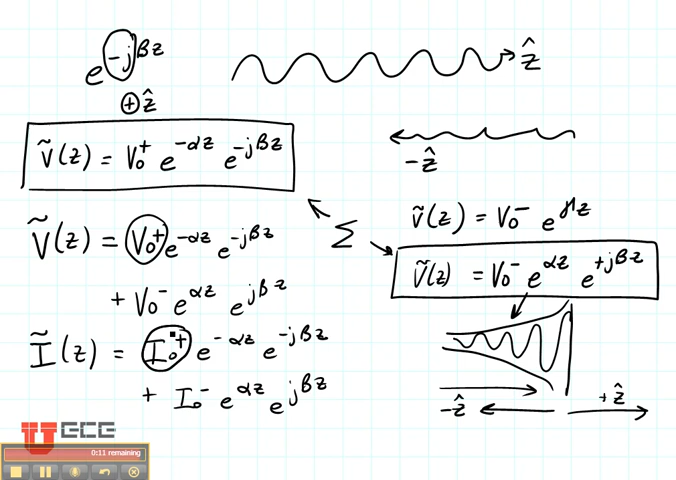 e^{-jβz}
+ẑ
ẑ
Ṽ(z) = V₀⁺ e^{-αz} e^{-jβz}
-ẑ
Ṽ(z) = V₀⁻ e^{γz}
Ṽ(z) = V₀⁺ e^{-αz} e^{-jβz}
+ V₀⁻ e^{αz} e^{jβz}
Σ
Ṽ(z) = V₀⁻ e^{αz} e^{+jβz}
Ĩ(z) = I₀⁺ e^{-αz} e^{-jβz}
+ I₀⁻ e^{αz} e^{jβz}
-ẑ
+ẑ
U ECE
0:11 remaining